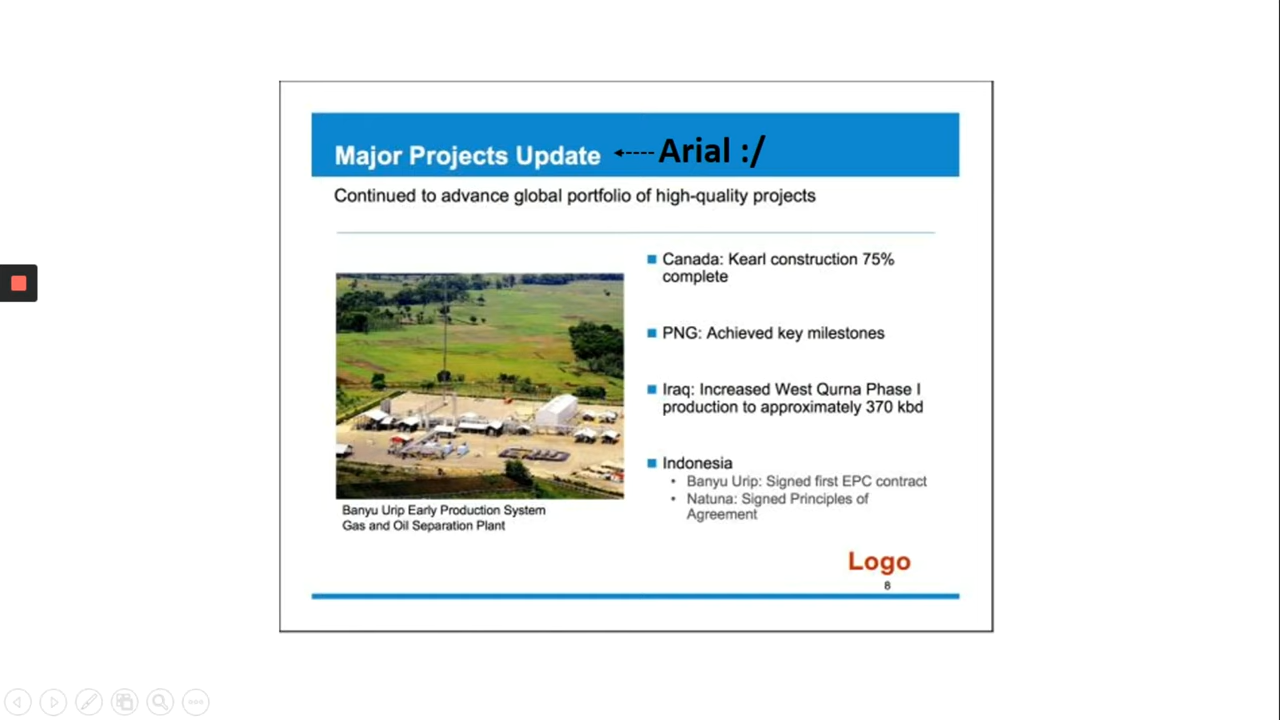 Major Projects Update
Arial :/
Continued to advance global portfolio of high-quality projects
Canada: Kearl construction 75%
complete
PNG: Achieved key milestones
Iraq: Increased West Qurna Phase I
production to approximately 370 kbd
Indonesia
• Banyu Urip: Signed first EPC contract
• Natuna: Signed Principles of
Agreement
Banyu Urip Early Production System
Gas and Oil Separation Plant
Logo
8